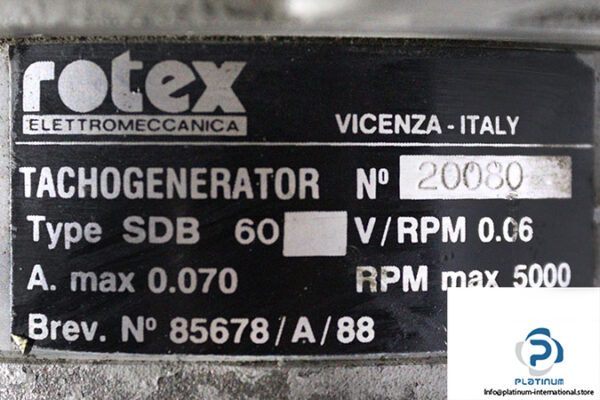 rotex
ELETTROMECCANICA
VICENZA - ITALY
TACHOGENERATOR Nº 20080
Type SDB 60 V/RPM 0.06
A. max 0.070 RPM max 5000
Brev. Nº 85678/A/88
PLATINUM
platinum-international.store